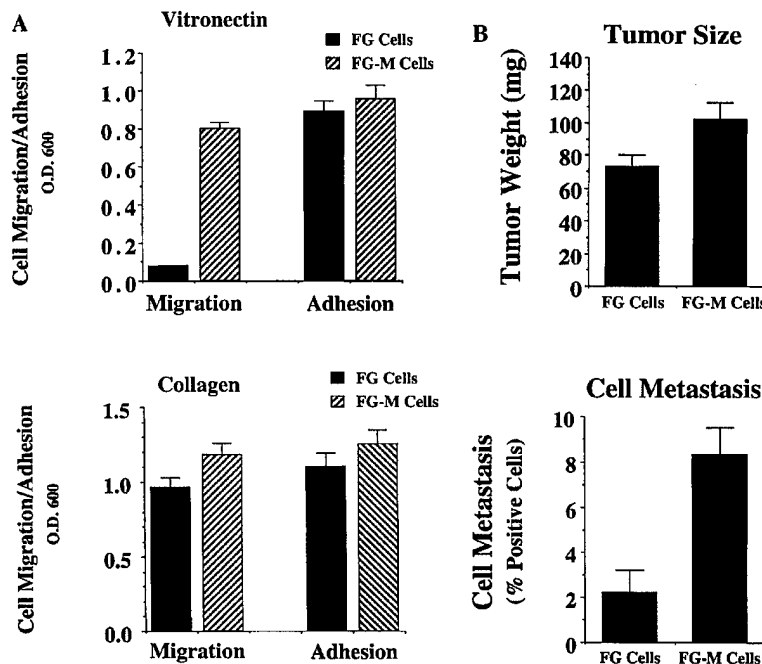 A
Vitronectin
FG Cells
FG-M Cells
Cell Migration/Adhesion
O.D. 600
1.2
1.0
0.8
0.6
0.4
0.2
0.0
Migration
Adhesion
B
Tumor Size
Tumor Weight (mg)
140
120
100
80
60
40
20
0
FG Cells
FG-M Cells
Collagen
FG Cells
FG-M Cells
Cell Migration/Adhesion
O.D. 600
1.5
1.0
0.5
0.0
Migration
Adhesion
Cell Metastasis
Cell Metastasis
(% Positive Cells)
10
8
6
4
2
0
FG Cells
FG-M Cells